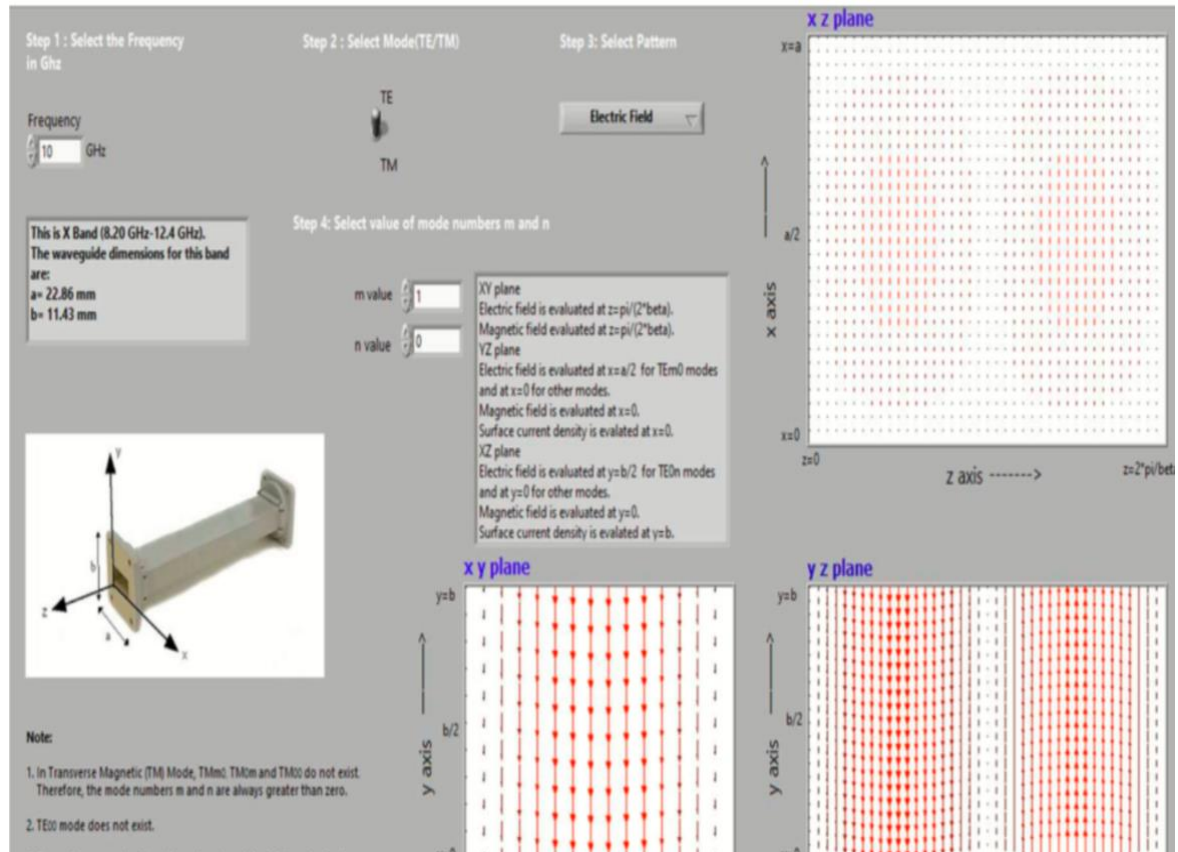 Step 1 : Select the Frequency
in Ghz
Frequency
10 GHz
Step 2 : Select Mode(TE/TM)
TE
TM
Step 3: Select Pattern
Electric Field
This is X Band (8.20 GHz-12.4 GHz).
The waveguide dimensions for this band
are:
a= 22.86 mm
b= 11.43 mm
Step 4: Select value of mode numbers m and n
m value 1
n value 0
XY plane
Electric field is evaluated at z=pi/(2*beta).
Magnetic field evaluated at z=pi/(2*beta).
YZ plane
Electric field is evaluated at x=a/2 for TEm0 modes
and at x=0 for other modes.
Magnetic field is evaluated at x=0.
Surface current density is evalated at x=0.
XZ plane
Electric field is evaluated at y=b/2 for TE0n modes
and at y=0 for other modes.
Magnetic field is evaluated at y=0.
Surface current density is evalated at y=b.
x z plane
x=a
a/2
x axis
x=0
z=0
z axis ------->
z=2*pi/bet
y
b
z
a
x
x y plane
y=b
b/2
y axis
y z plane
y=b
b/2
y axis
Note:
1. In Transverse Magnetic (TM) Mode, TMm0, TM0m and TM00 do not exist.
Therefore, the mode numbers m and n are always greater than zero.
2. TE00 mode does not exist.